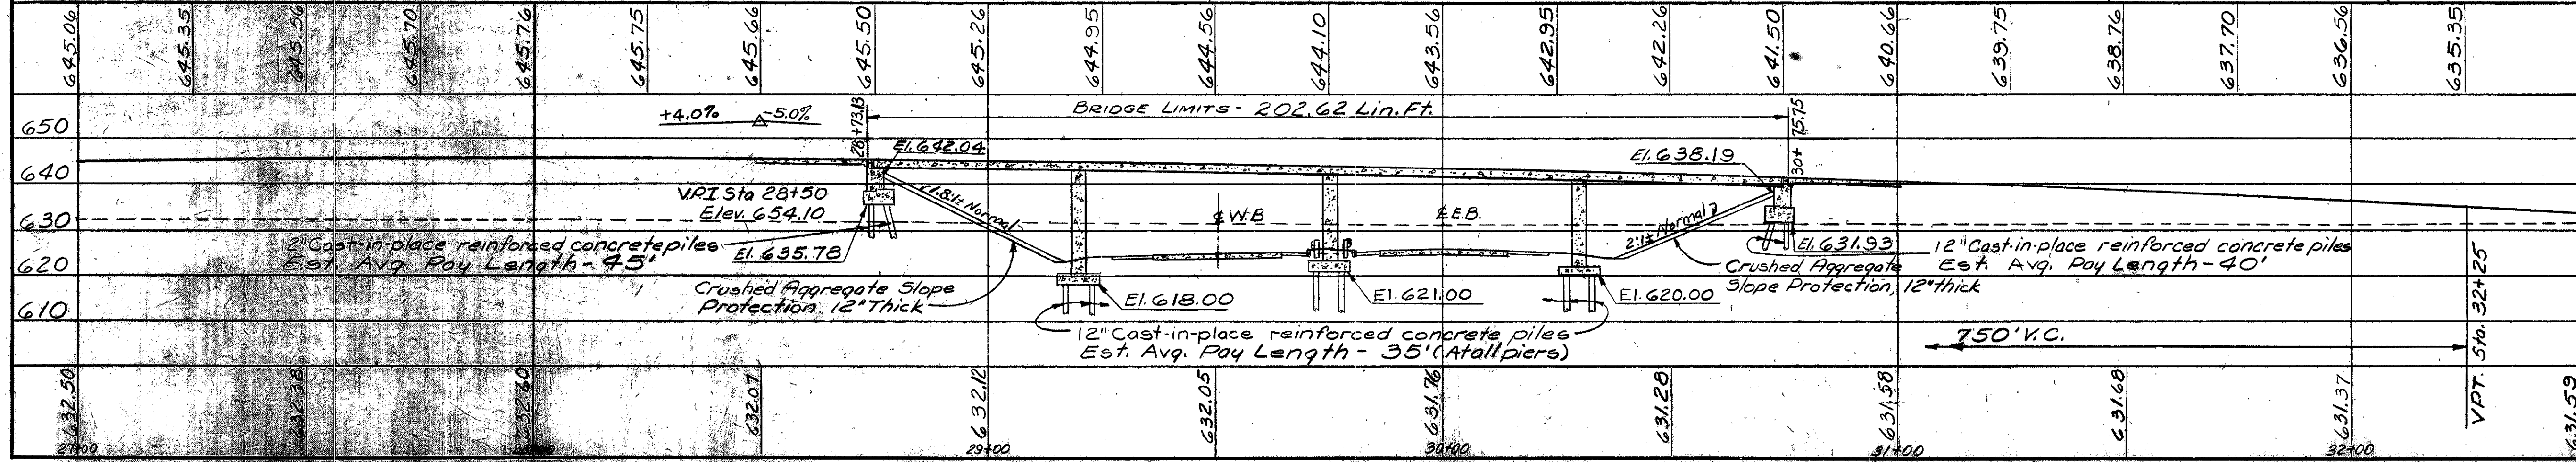 645.06 645.35 645.56 645.70 645.76 645.75 645.66 645.50 645.26 644.95 644.56 644.10 643.56 642.95 642.26 641.50 640.66 639.75 638.76 637.70 636.56 635.35
BRIDGE LIMITS - 202.62 Lin.Ft.
+4.0% -5.0%
28+73.13
30+75.75
650
640
630
620
610
El. 642.04
El. 638.19
V.P.I. Sta 28+50
Elev. 654.10
Normal
2:1± Normal
₵ W.B
₵ E.B.
12" Cast-in-place reinforced concrete piles
Est. Avg. Pay Length - 45'
El. 635.78
El. 631.93
12" Cast-in-place reinforced concrete piles
Est. Avg. Pay Length - 40'
Crushed Aggregate Slope
Protection, 12" Thick
Crushed Aggregate
Slope Protection, 12" thick
El. 618.00
El. 621.00
El. 620.00
12" Cast-in-place reinforced concrete piles
Est. Avg. Pay Length - 35' (At all piers)
750' V.C.
V.P.T. Sta. 32+25
632.50 632.38 632.60 632.07 632.12 632.05 631.76 631.28 631.58 631.68 631.37 631.59
27+00 29+00 30+00 31+00 32+00